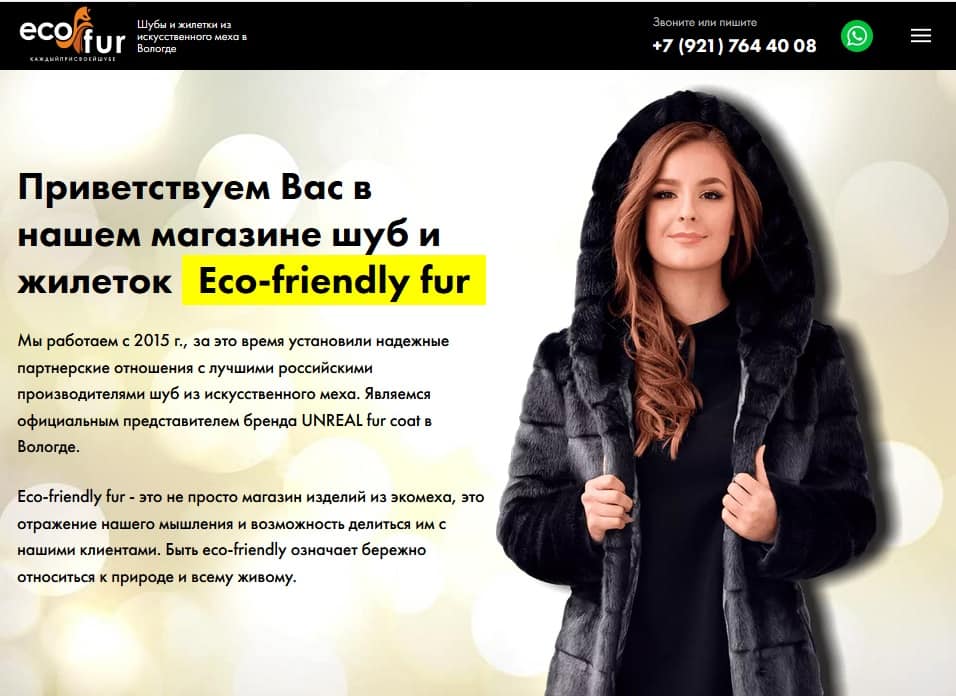 eco fur
КАЖДЫЙПРИСВОЕЙШУБЕ
Шубы и жилетки из
искусственного меха в
Вологде
Звоните или пишите
+7 (921) 764 40 08
Приветствуем Вас в
нашем магазине шуб и
жилеток Eco-friendly fur
Мы работаем с 2015 г., за это время установили надежные
партнерские отношения с лучшими российскими
производителями шуб из искусственного меха. Являемся
официальным представителем бренда UNREAL fur coat в
Вологде.
Eco-friendly fur - это не просто магазин изделий из экомеха, это
отражение нашего мышления и возможность делиться им с
нашими клиентами. Быть eco-friendly означает бережно
относиться к природе и всему живому.